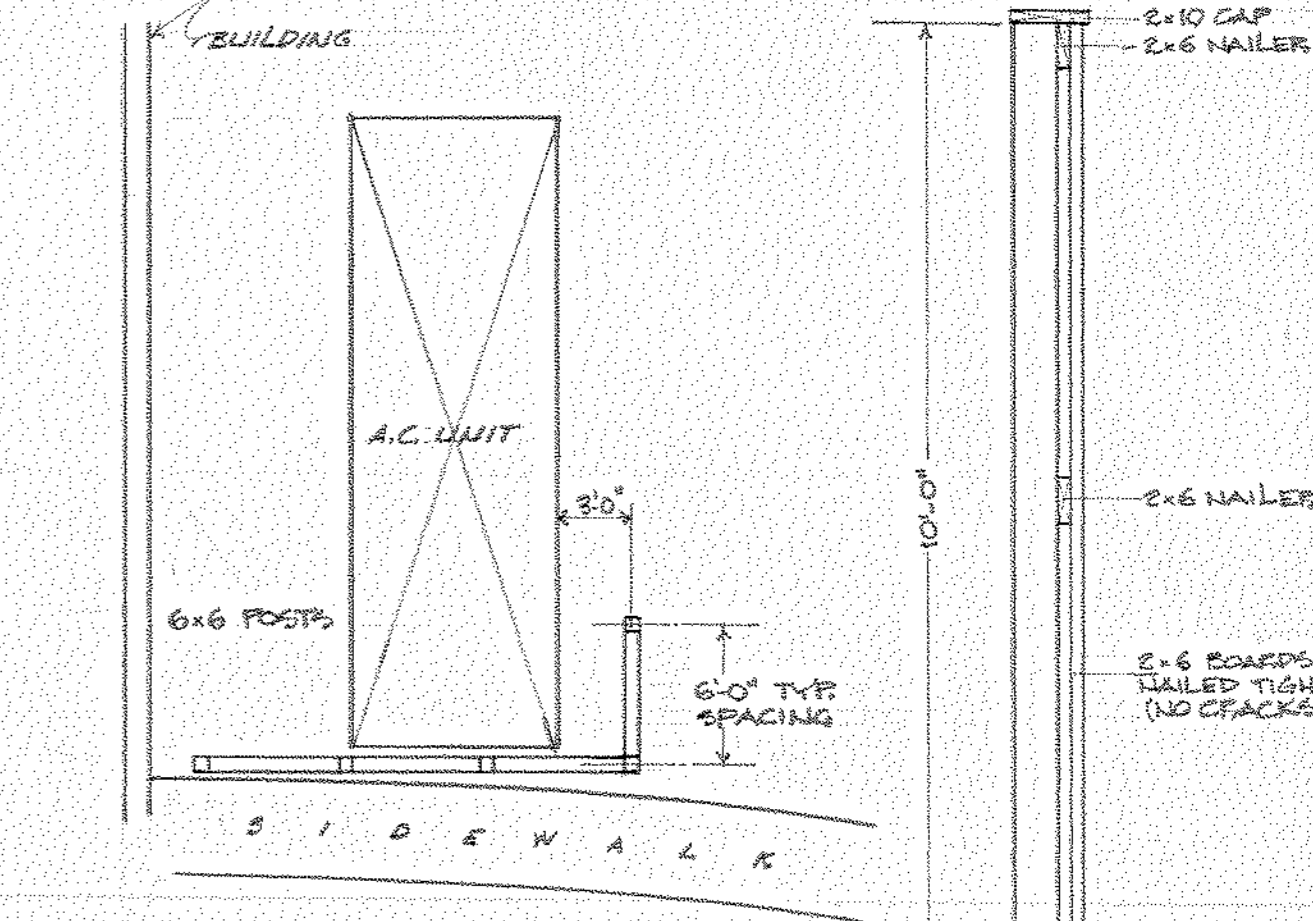 BUILDING
2x10 CAP
2x6 NAILER
A.C. UNIT
3'-0"
10'-0"
2x6 NAILER
6x6 POSTS
6'-0" TYP.
SPACING
2x6 BOARDS
NAILED TIGH
(NO CRACKS
SIDEWALK